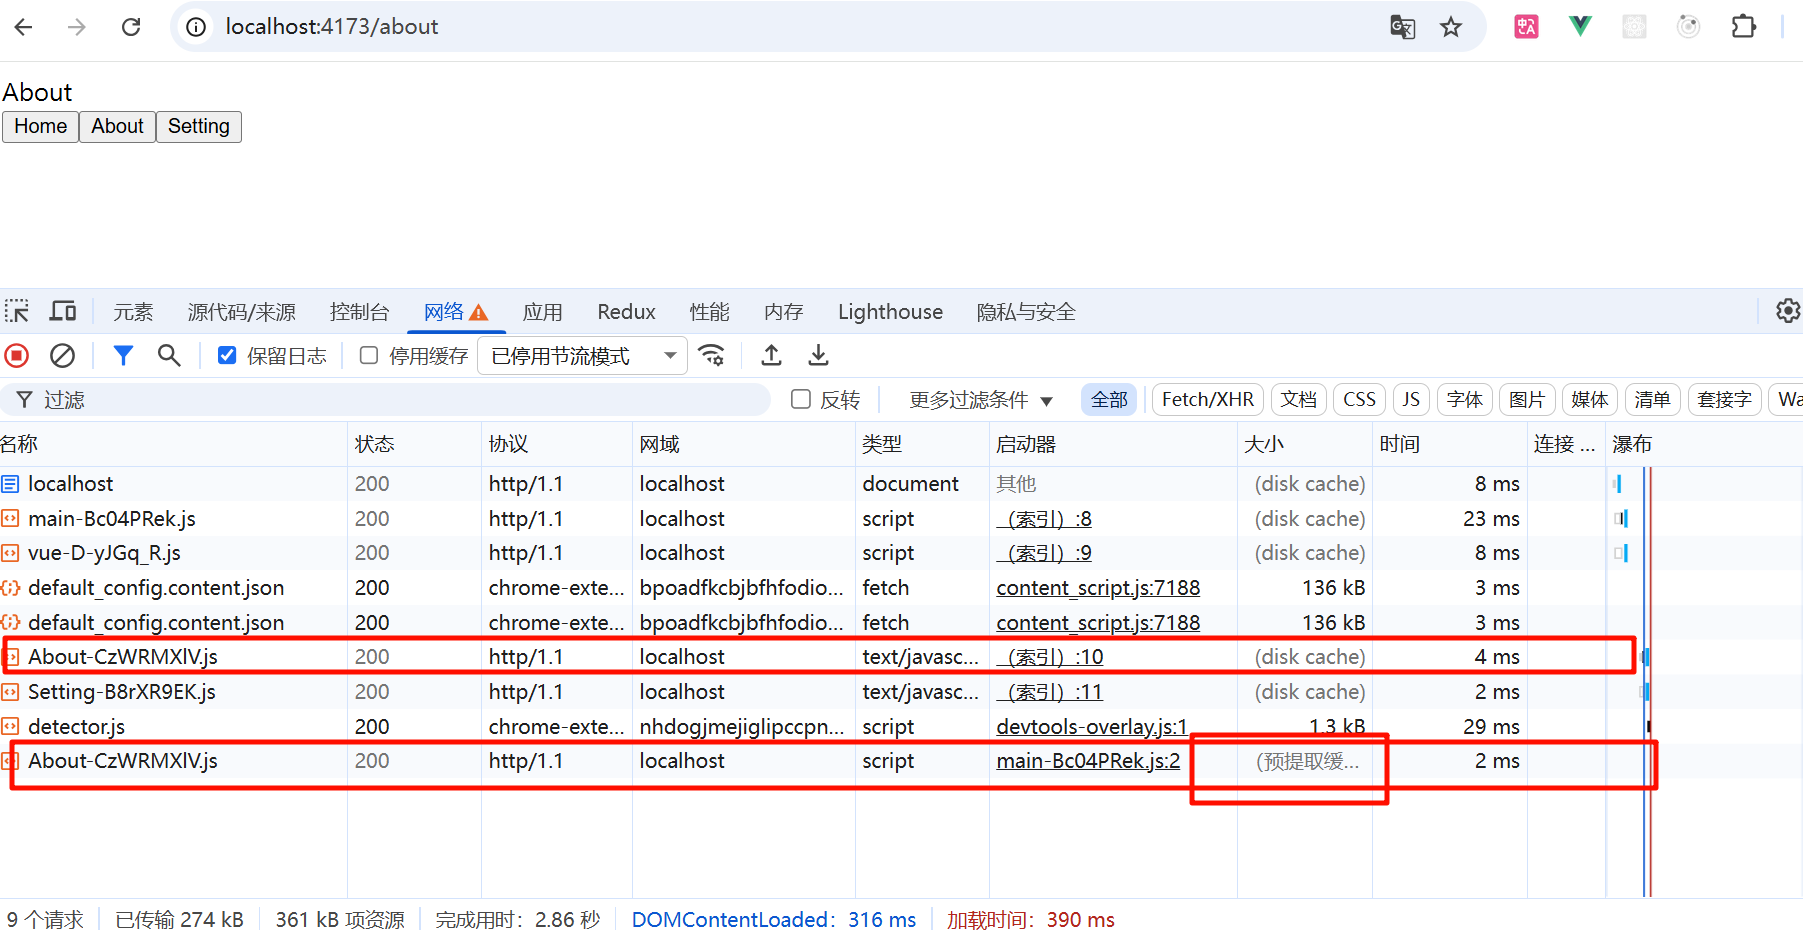 localhost:4173/about
About
Home About Setting
元素 源代码/来源 控制台 网络 应用 Redux 性能 内存 Lighthouse 隐私与安全
保留日志 停用缓存 已停用节流模式
过滤 反转 更多过滤条件 全部 Fetch/XHR 文档 CSS JS 字体 图片 媒体 清单 套接字 Wa
名称 状态 协议 网域 类型 启动器 大小 时间 连接 ... 瀑布
localhost 200 http/1.1 localhost document 其他 (disk cache) 8 ms
main-Bc04PRek.js 200 http/1.1 localhost script （索引）:8 (disk cache) 23 ms
vue-D-yJGq_R.js 200 http/1.1 localhost script （索引）:9 (disk cache) 8 ms
default_config.content.json 200 chrome-exte... bpoadfkcbjbfhfodio... fetch content_script.js:7188 136 kB 3 ms
default_config.content.json 200 chrome-exte... bpoadfkcbjbfhfodio... fetch content_script.js:7188 136 kB 3 ms
About-CzWRMXlV.js 200 http/1.1 localhost text/javasc... （索引）:10 (disk cache) 4 ms
Setting-B8rXR9EK.js 200 http/1.1 localhost text/javasc... （索引）:11 (disk cache) 2 ms
detector.js 200 chrome-exte... nhdogjmejiglipccpn... script devtools-overlay.js:1 1.3 kB 29 ms
About-CzWRMXlV.js 200 http/1.1 localhost script main-Bc04PRek.js:2 (预提取缓... 2 ms
9 个请求 已传输 274 kB 361 kB 项资源 完成用时：2.86 秒 DOMContentLoaded：316 ms 加载时间：390 ms